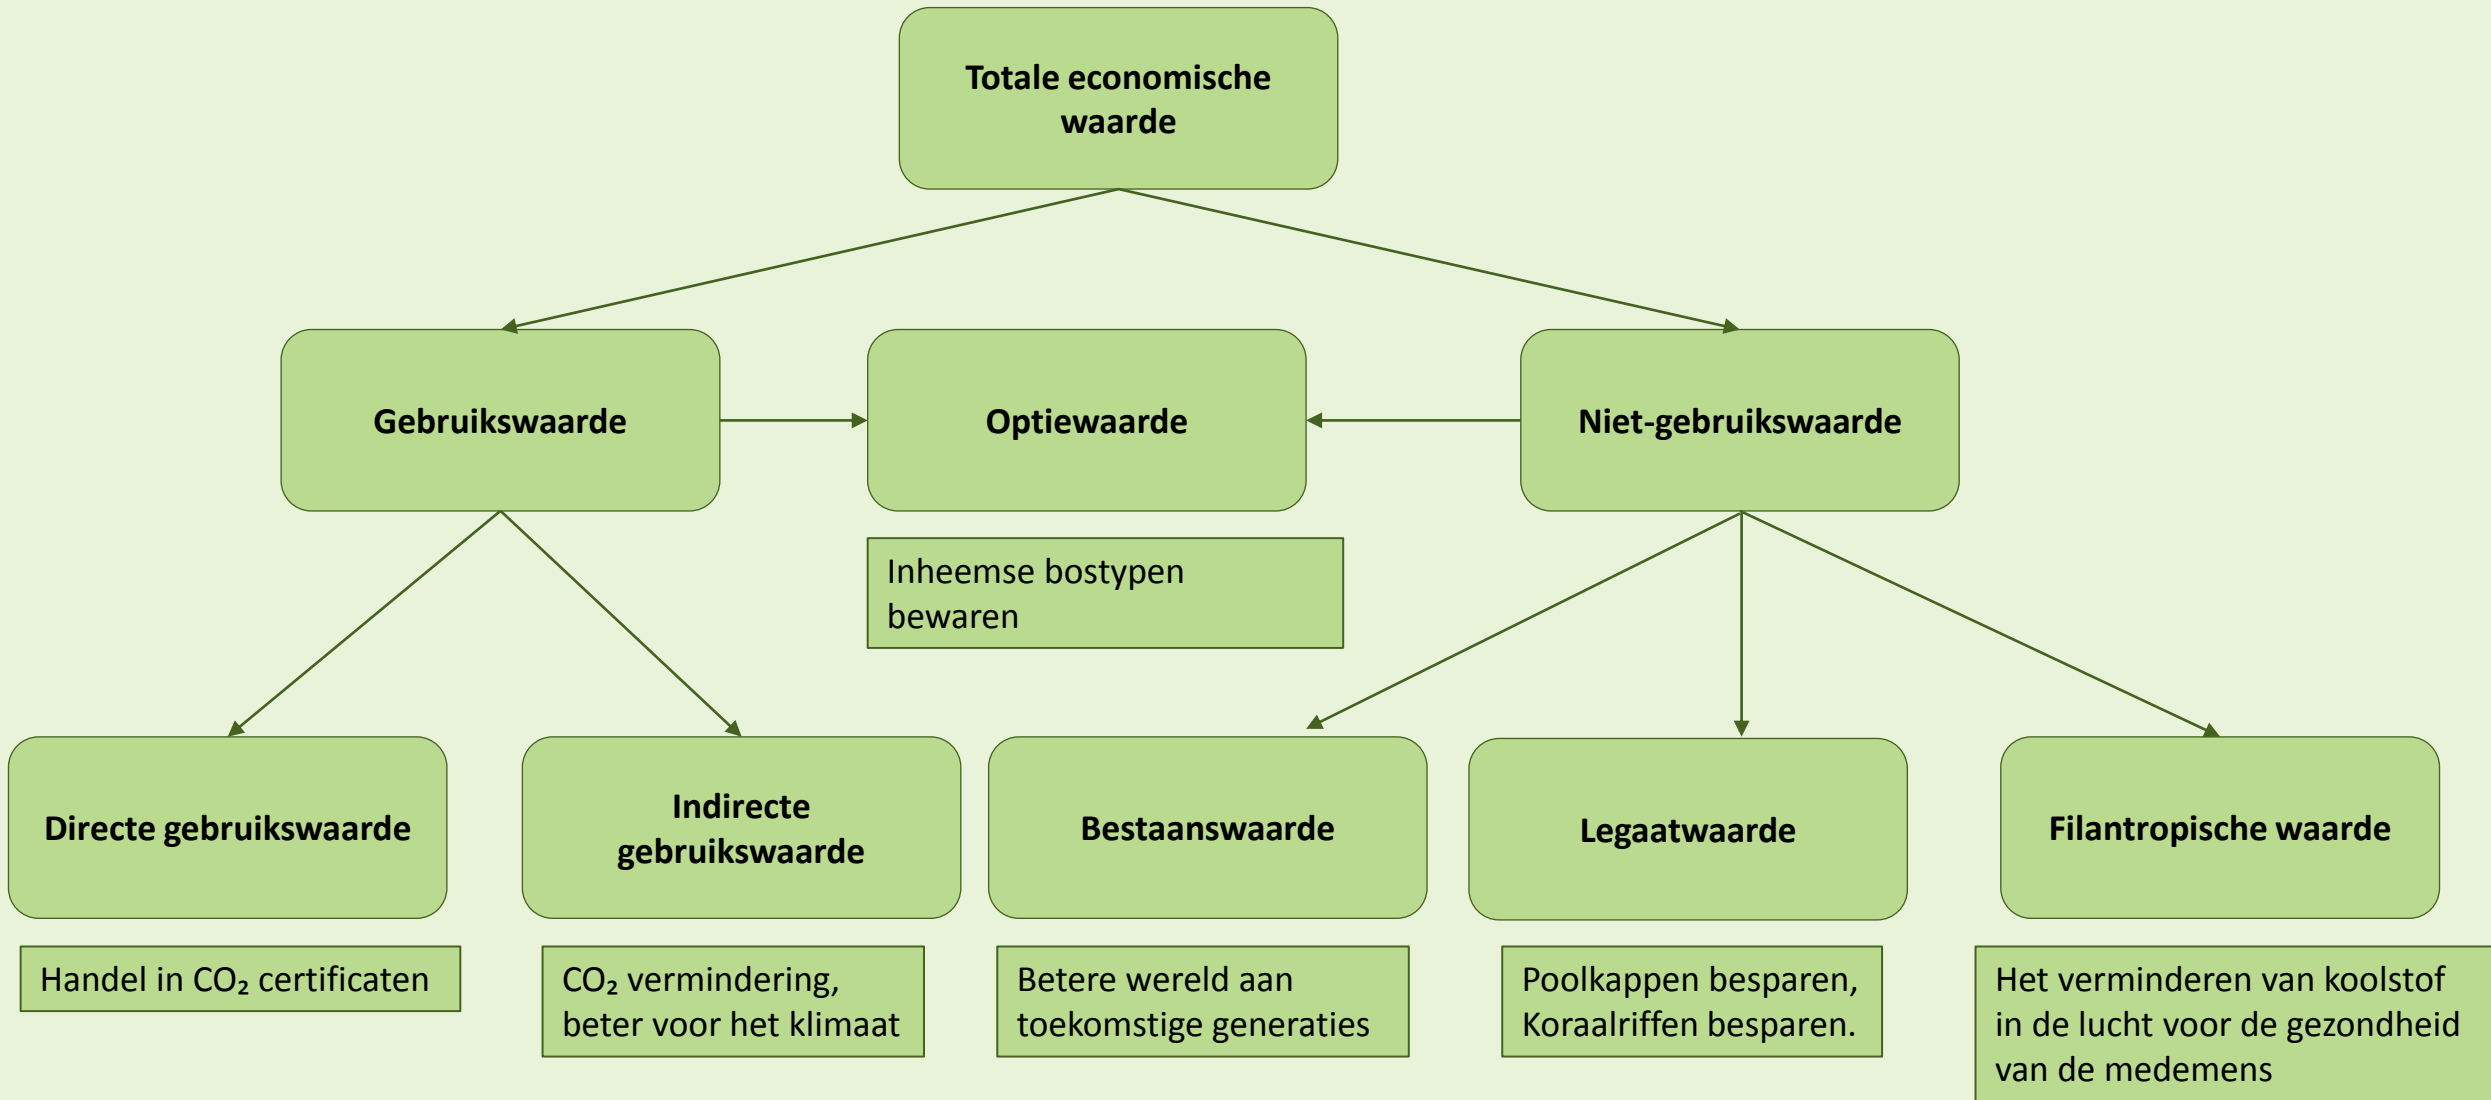 Totale economische
waarde
Gebruikswaarde
Optiewaarde
Niet-gebruikswaarde
Inheemse bostypen
bewaren
Directe gebruikswaarde
Indirecte
gebruikswaarde
Bestaanswaarde
Legaatwaarde
Filantropische waarde
Handel in CO₂ certificaten
CO₂ vermindering,
beter voor het klimaat
Betere wereld aan
toekomstige generaties
Poolkappen besparen,
Koraalriffen besparen.
Het verminderen van koolstof
in de lucht voor de gezondheid
van de medemens